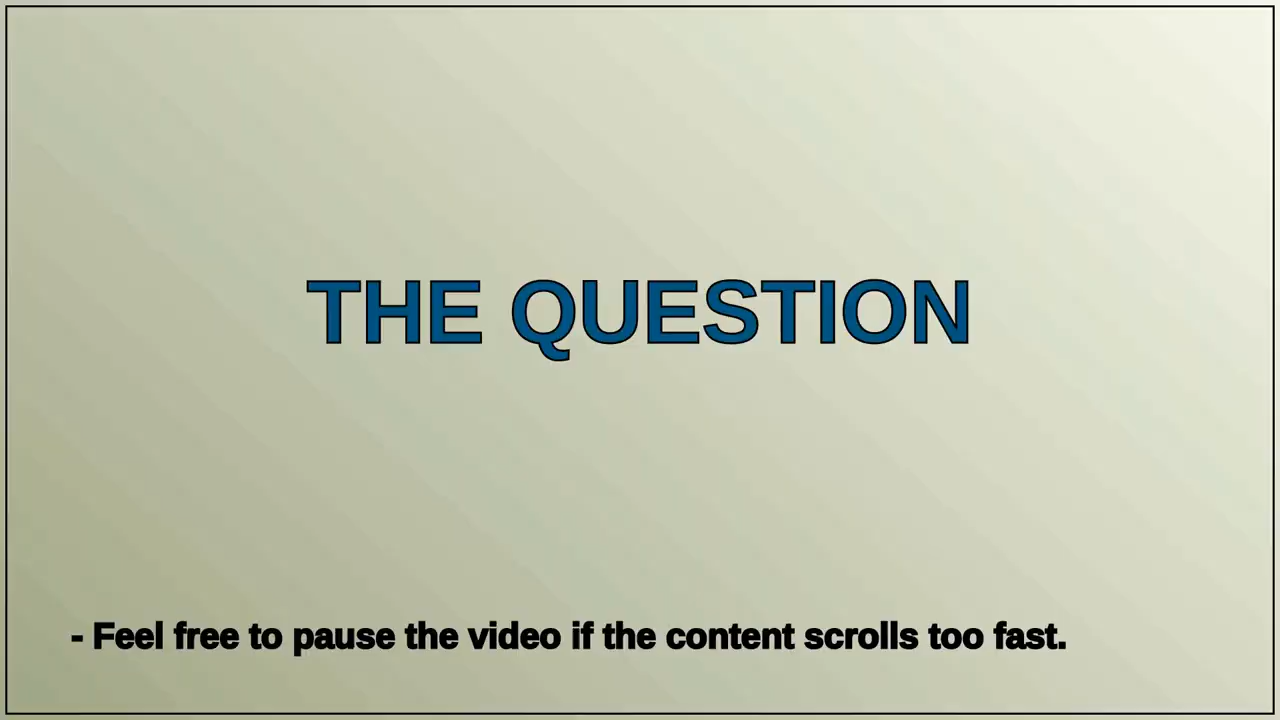 THE QUESTION
- Feel free to pause the video if the content scrolls too fast.